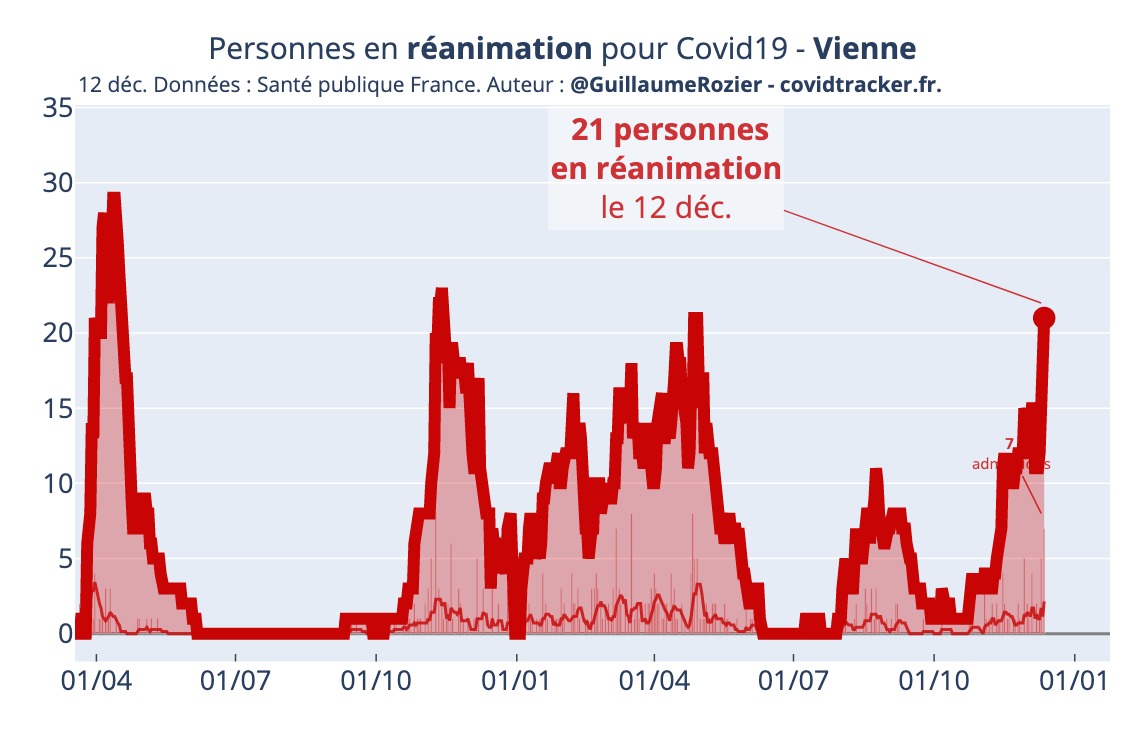 Personnes en réanimation pour Covid19 - Vienne
12 déc. Données : Santé publique France. Auteur : @GuillaumeRozier - covidtracker.fr.
35
21 personnes
en réanimation
le 12 déc.
30
25
20
15
7
10
5
0
01/04 01/07 01/10 01/01 01/04 01/07 01/10 01/01